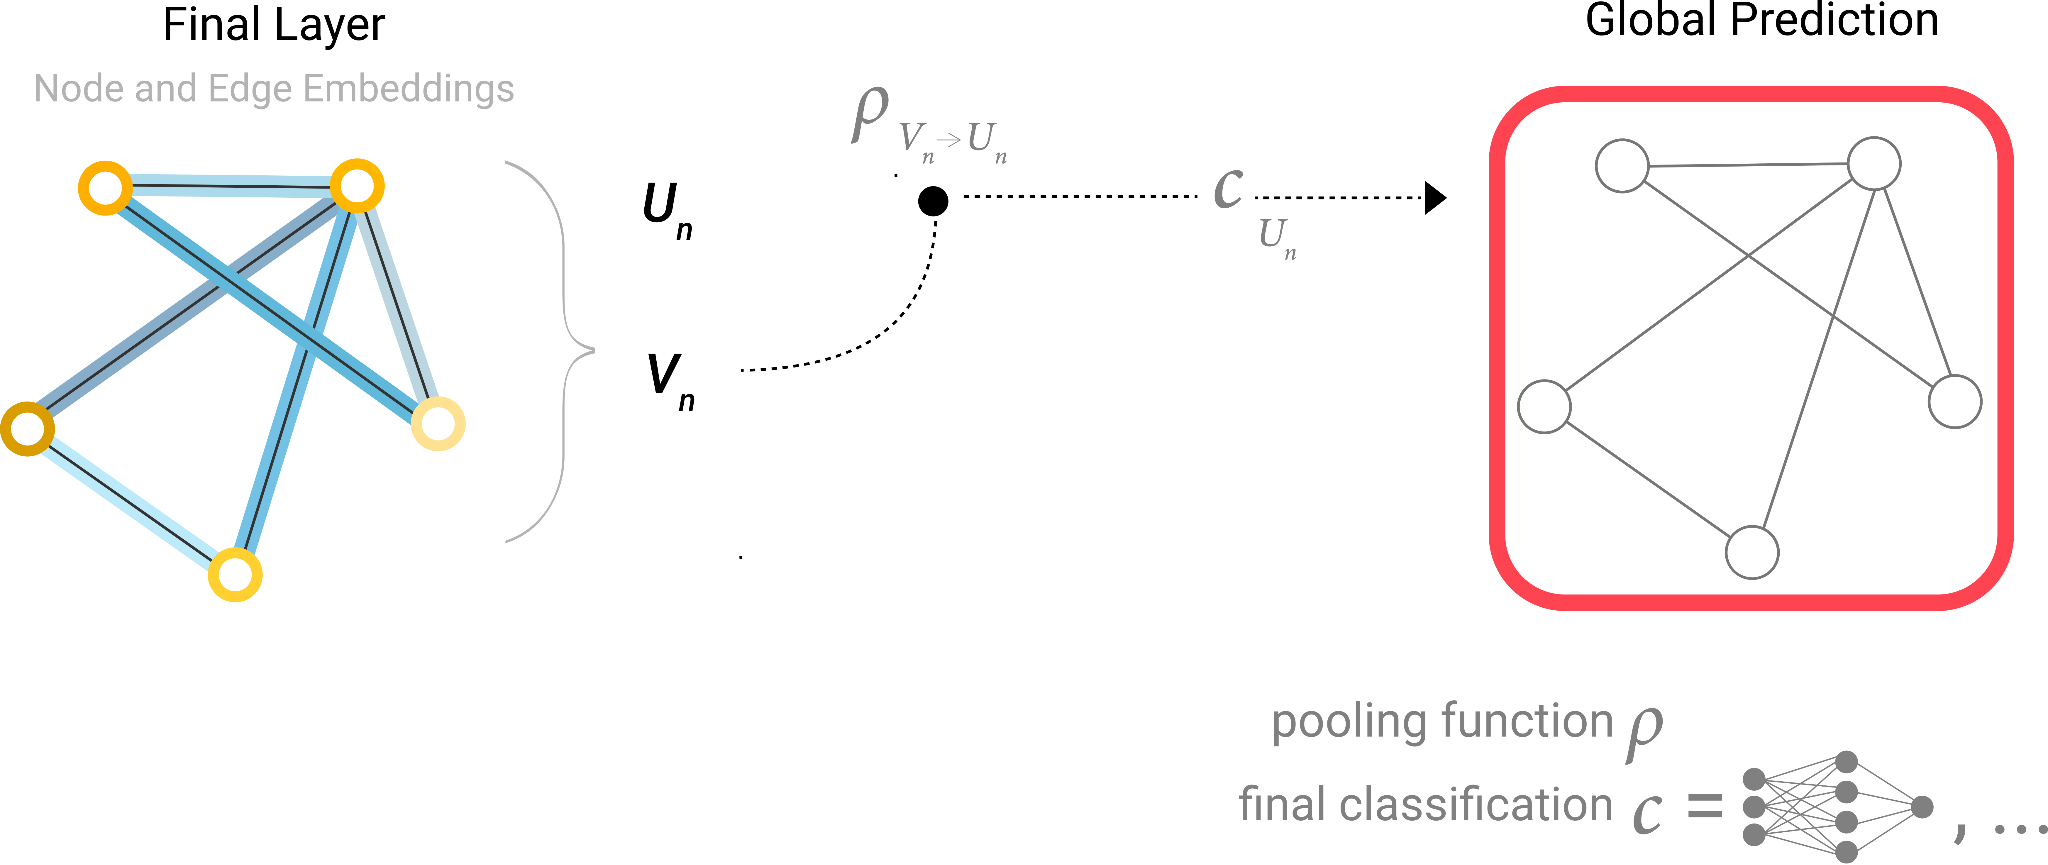 Final Layer
Node and Edge Embeddings
Global Prediction
ρ Vn→Un
Un
c Un
Vn
pooling function ρ
final classification c = , ...